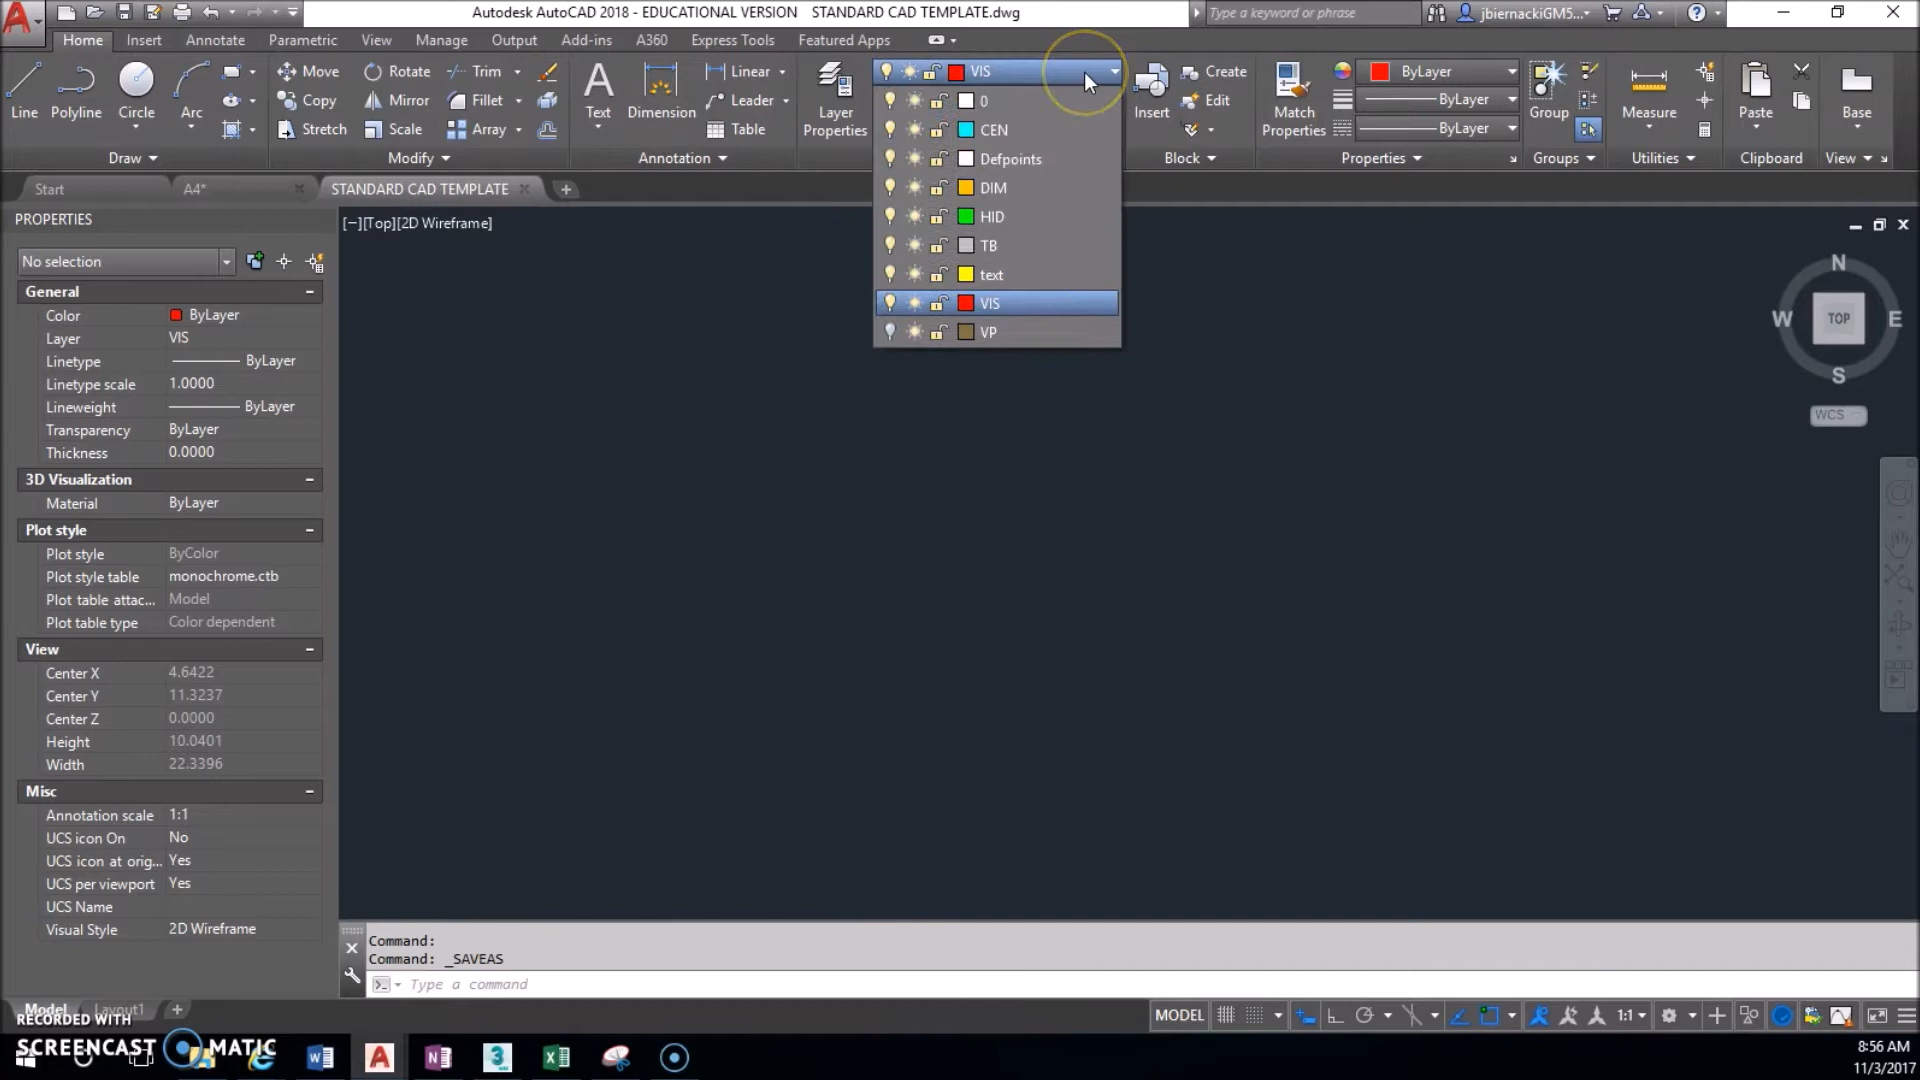 Autodesk AutoCAD 2018 - EDUCATIONAL VERSION STANDARD CAD TEMPLATE.dwg
Type a keyword or phrase
jbiernackiGM5...
Home Insert Annotate Parametric View Manage Output Add-ins A360 Express Tools Featured Apps
Line
Polyline
Circle
Arc
Move
Rotate
Trim
Copy
Mirror
Fillet
Stretch
Scale
Array
Text
Dimension
Linear
Leader
Table
Layer
Properties
VIS
0
CEN
Defpoints
DIM
HID
TB
text
VIS
VP
Insert
Create
Edit
Match
Properties
ByLayer
ByLayer
ByLayer
Group
Measure
Paste
Base
Draw
Modify
Annotation
Block
Properties
Groups
Utilities
Clipboard
View
Start
A4*
STANDARD CAD TEMPLATE
PROPERTIES
[−][Top][2D Wireframe]
No selection
General
Color ByLayer
Layer VIS
Linetype ByLayer
Linetype scale 1.0000
Lineweight ByLayer
Transparency ByLayer
Thickness 0.0000
3D Visualization
Material ByLayer
Plot style
Plot style ByColor
Plot style table monochrome.ctb
Plot table attac... Model
Plot table type Color dependent
View
Center X 4.6422
Center Y 11.3237
Center Z 0.0000
Height 10.0401
Width 22.3396
Misc
Annotation scale 1:1
UCS icon On No
UCS icon at orig... Yes
UCS per viewport Yes
UCS Name
Visual Style 2D Wireframe
N
W TOP E
S
WCS
Command:
Command: _SAVEAS
Type a command
Model Layout1
MODEL
1:1
RECORDED WITH
SCREENCAST MATIC
8:56 AM
11/3/2017